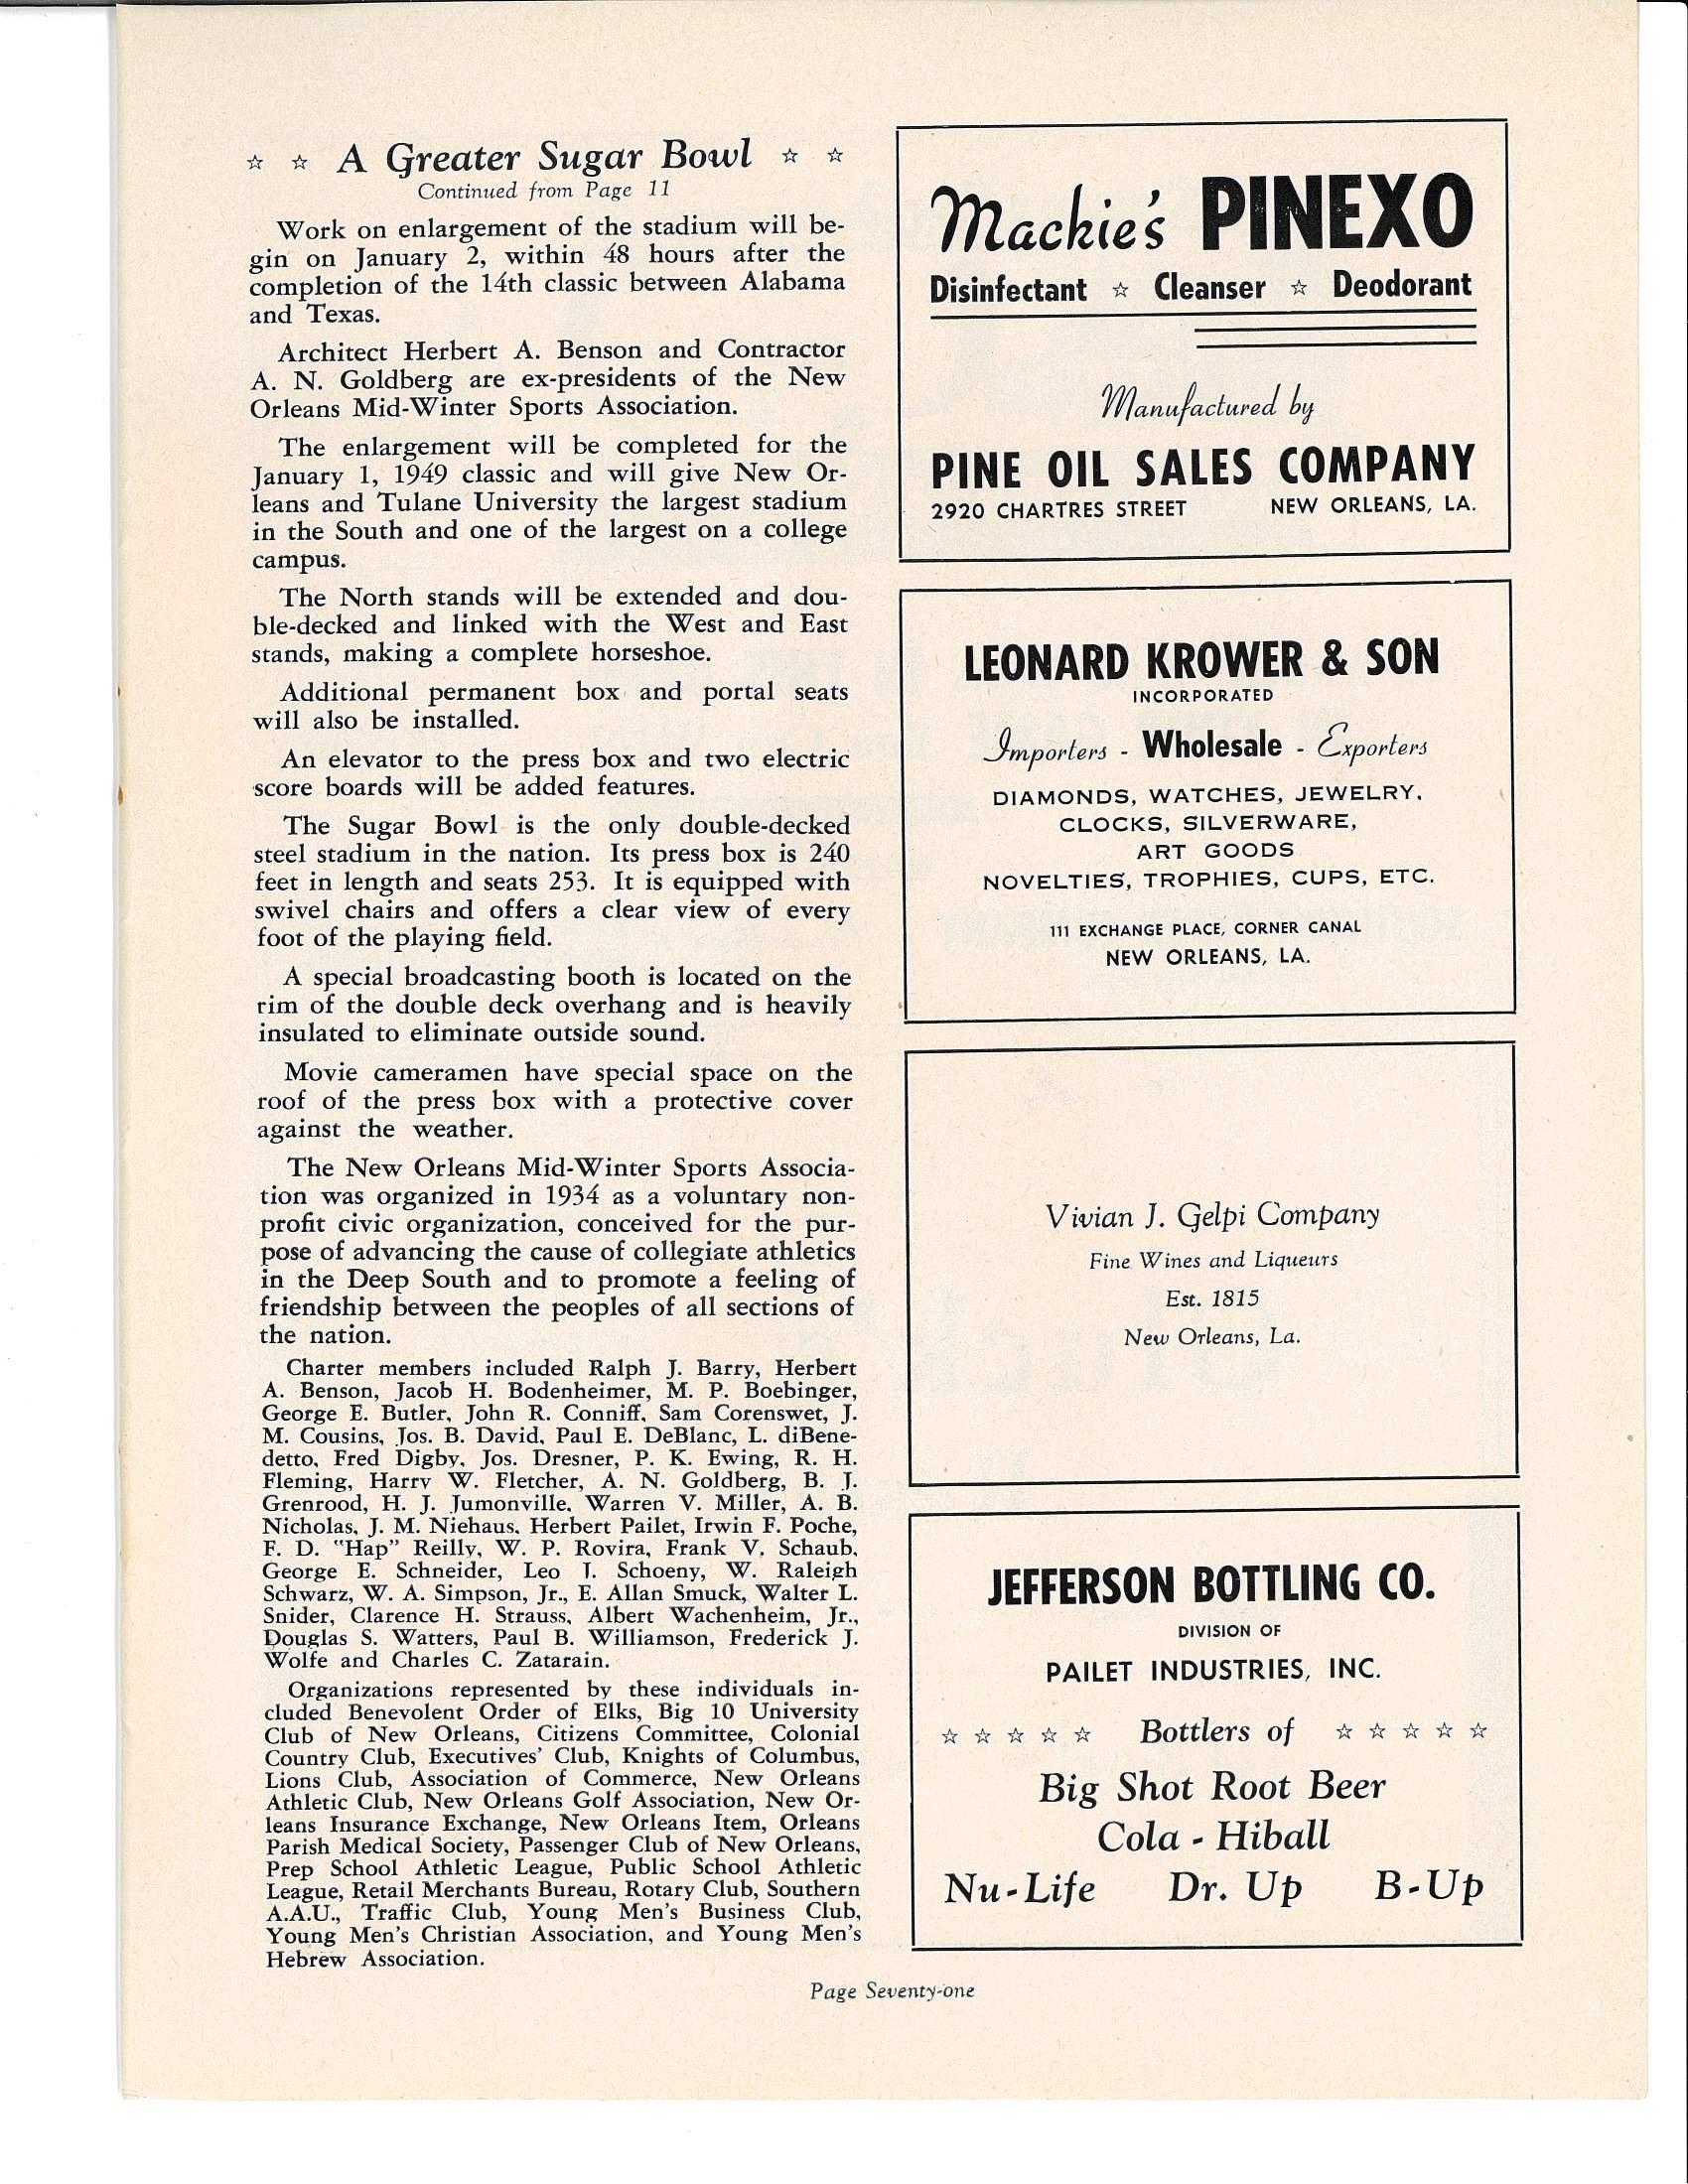 ☆ ☆ A Greater Sugar Bowl ☆ ☆
Continued from Page 11
Work on enlargement of the stadium will be-
gin on January 2, within 48 hours after the
completion of the 14th classic between Alabama
and Texas.
Architect Herbert A. Benson and Contractor
A. N. Goldberg are ex-presidents of the New
Orleans Mid-Winter Sports Association.
The enlargement will be completed for the
January 1, 1949 classic and will give New Or-
leans and Tulane University the largest stadium
in the South and one of the largest on a college
campus.
The North stands will be extended and dou-
ble-decked and linked with the West and East
stands, making a complete horseshoe.
Additional permanent box and portal seats
will also be installed.
An elevator to the press box and two electric
score boards will be added features.
The Sugar Bowl is the only double-decked
steel stadium in the nation. Its press box is 240
feet in length and seats 253. It is equipped with
swivel chairs and offers a clear view of every
foot of the playing field.
A special broadcasting booth is located on the
rim of the double deck overhang and is heavily
insulated to eliminate outside sound.
Movie cameramen have special space on the
roof of the press box with a protective cover
against the weather.
The New Orleans Mid-Winter Sports Associa-
tion was organized in 1934 as a voluntary non-
profit civic organization, conceived for the pur-
pose of advancing the cause of collegiate athletics
in the Deep South and to promote a feeling of
friendship between the peoples of all sections of
the nation.
Charter members included Ralph J. Barry, Herbert
A. Benson, Jacob H. Bodenheimer, M. P. Boebinger,
George E. Butler, John R. Conniff, Sam Corenswet, J.
M. Cousins, Jos. B. David, Paul E. DeBlanc, L. diBene-
detto, Fred Digby, Jos. Dresner, P. K. Ewing, R. H.
Fleming, Harry W. Fletcher, A. N. Goldberg, B. J.
Grenrood, H. J. Jumonville, Warren V. Miller, A. B.
Nicholas, J. M. Niehaus, Herbert Pailet, Irwin F. Poche,
F. D. "Hap" Reilly, W. P. Rovira, Frank V. Schaub,
George E. Schneider, Leo J. Schoeny, W. Raleigh
Schwarz, W. A. Simpson, Jr., E. Allan Smuck, Walter L.
Snider, Clarence H. Strauss, Albert Wachenheim, Jr.,
Douglas S. Watters, Paul B. Williamson, Frederick J.
Wolfe and Charles C. Zatarain.
Organizations represented by these individuals in-
cluded Benevolent Order of Elks, Big 10 University
Club of New Orleans, Citizens Committee, Colonial
Country Club, Executives' Club, Knights of Columbus,
Lions Club, Association of Commerce, New Orleans
Athletic Club, New Orleans Golf Association, New Or-
leans Insurance Exchange, New Orleans Item, Orleans
Parish Medical Society, Passenger Club of New Orleans,
Prep School Athletic League, Public School Athletic
League, Retail Merchants Bureau, Rotary Club, Southern
A.A.U., Traffic Club, Young Men's Business Club,
Young Men's Christian Association, and Young Men's
Hebrew Association.
Mackie's PINEXO
Disinfectant ☆ Cleanser ☆ Deodorant
Manufactured by
PINE OIL SALES COMPANY
2920 CHARTRES STREET NEW ORLEANS, LA.
LEONARD KROWER & SON
INCORPORATED
Importers - Wholesale - Exporters
DIAMONDS, WATCHES, JEWELRY,
CLOCKS, SILVERWARE,
ART GOODS
NOVELTIES, TROPHIES, CUPS, ETC.
111 EXCHANGE PLACE, CORNER CANAL
NEW ORLEANS, LA.
Vivian J. Gelpi Company
Fine Wines and Liqueurs
Est. 1815
New Orleans, La.
JEFFERSON BOTTLING CO.
DIVISION OF
PAILET INDUSTRIES, INC.
☆ ☆ ☆ ☆ ☆ Bottlers of ☆ ☆ ☆ ☆ ☆
Big Shot Root Beer
Cola - Hiball
Nu-Life Dr. Up B-Up
Page Seventy-one